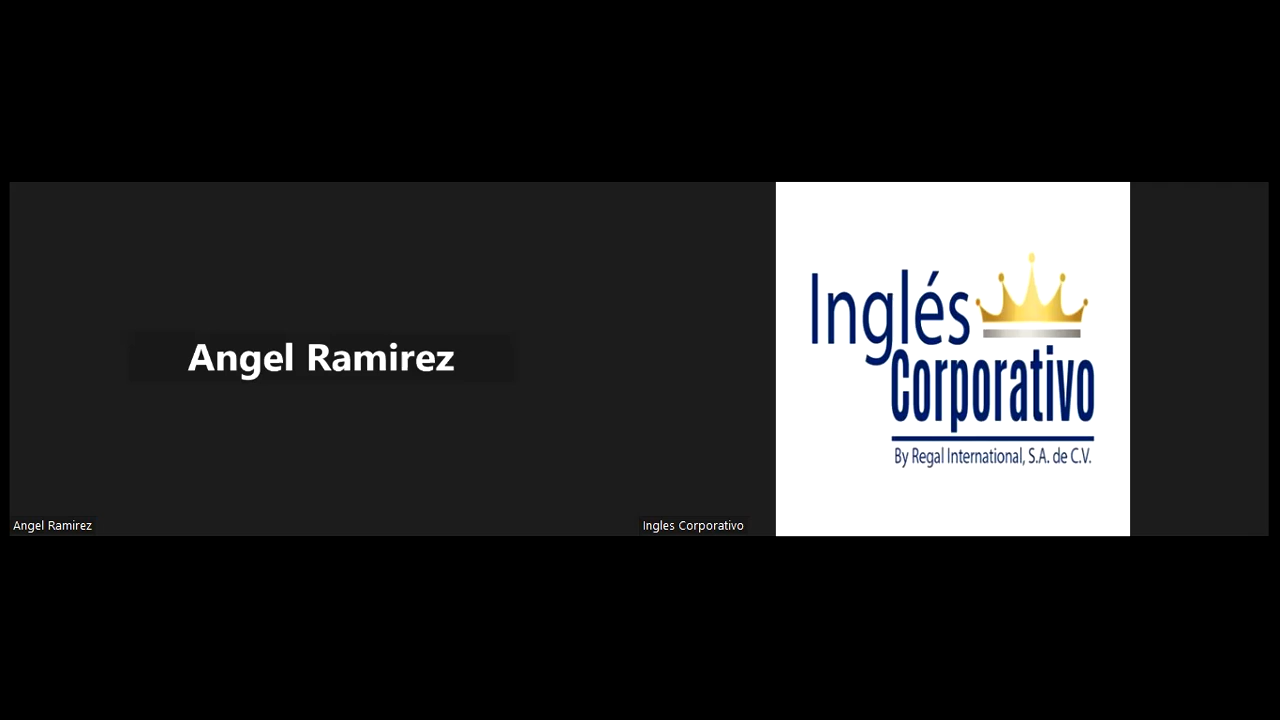 Angel Ramirez
Angel Ramirez
Ingles Corporativo
Inglés
Corporativo
By Regal International, S.A. de C.V.